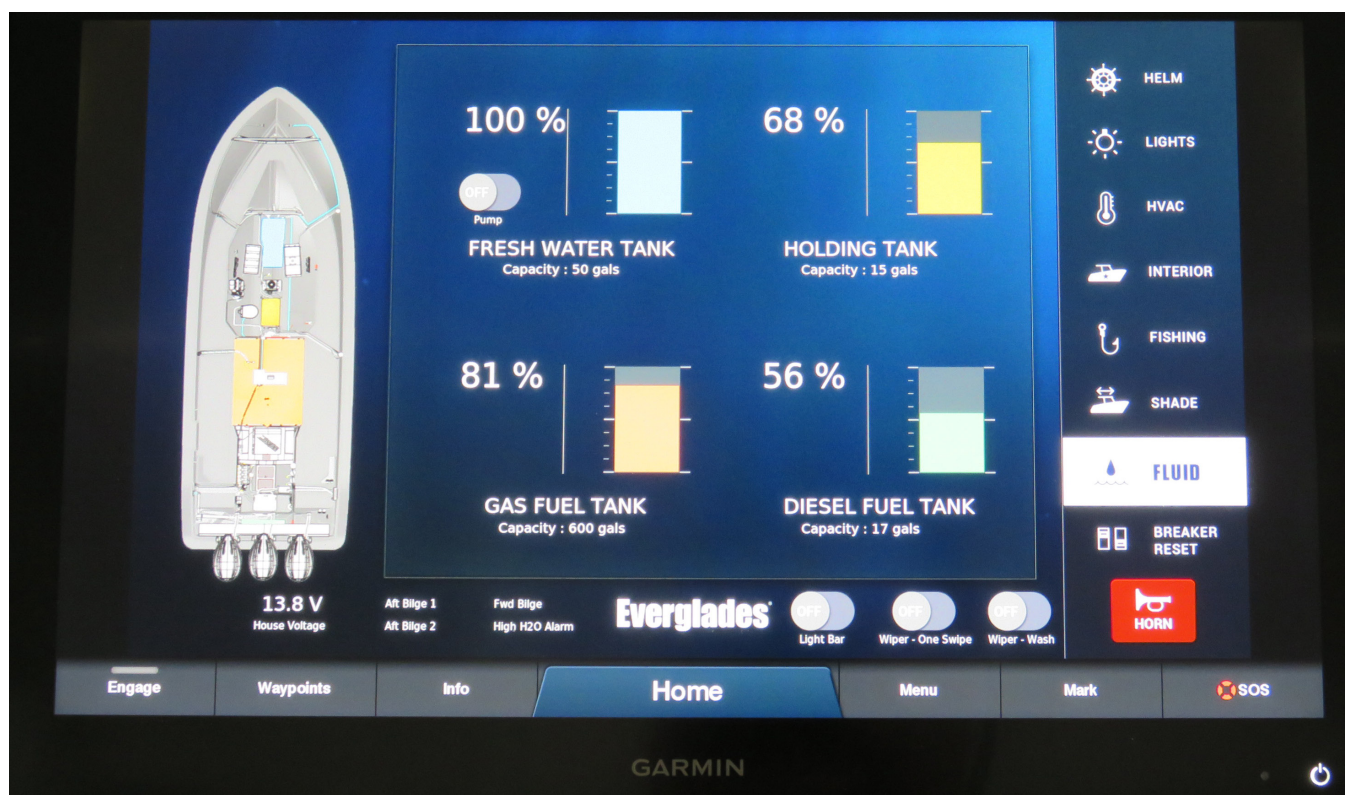 100 %
OFF
Pump
FRESH WATER TANK
Capacity : 50 gals
68 %
HOLDING TANK
Capacity : 15 gals
81 %
GAS FUEL TANK
Capacity : 600 gals
56 %
DIESEL FUEL TANK
Capacity : 17 gals
HELM
LIGHTS
HVAC
INTERIOR
FISHING
SHADE
FLUID
BREAKER
RESET
HORN
13.8 V
House Voltage
Aft Bilge 1
Aft Bilge 2
Fwd Bilge
High H2O Alarm
Everglades
OFF
Light Bar
OFF
Wiper - One Swipe
OFF
Wiper - Wash
Engage
Waypoints
Info
Home
Menu
Mark
SOS
GARMIN